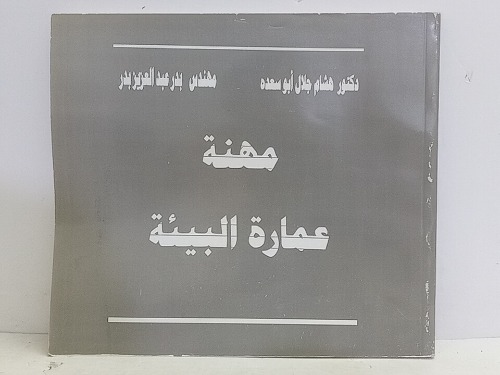 دكتور هشام جلال أبو سعده مهندس بدر عبد العزيز بدر
مهنة
عمارة البيئة